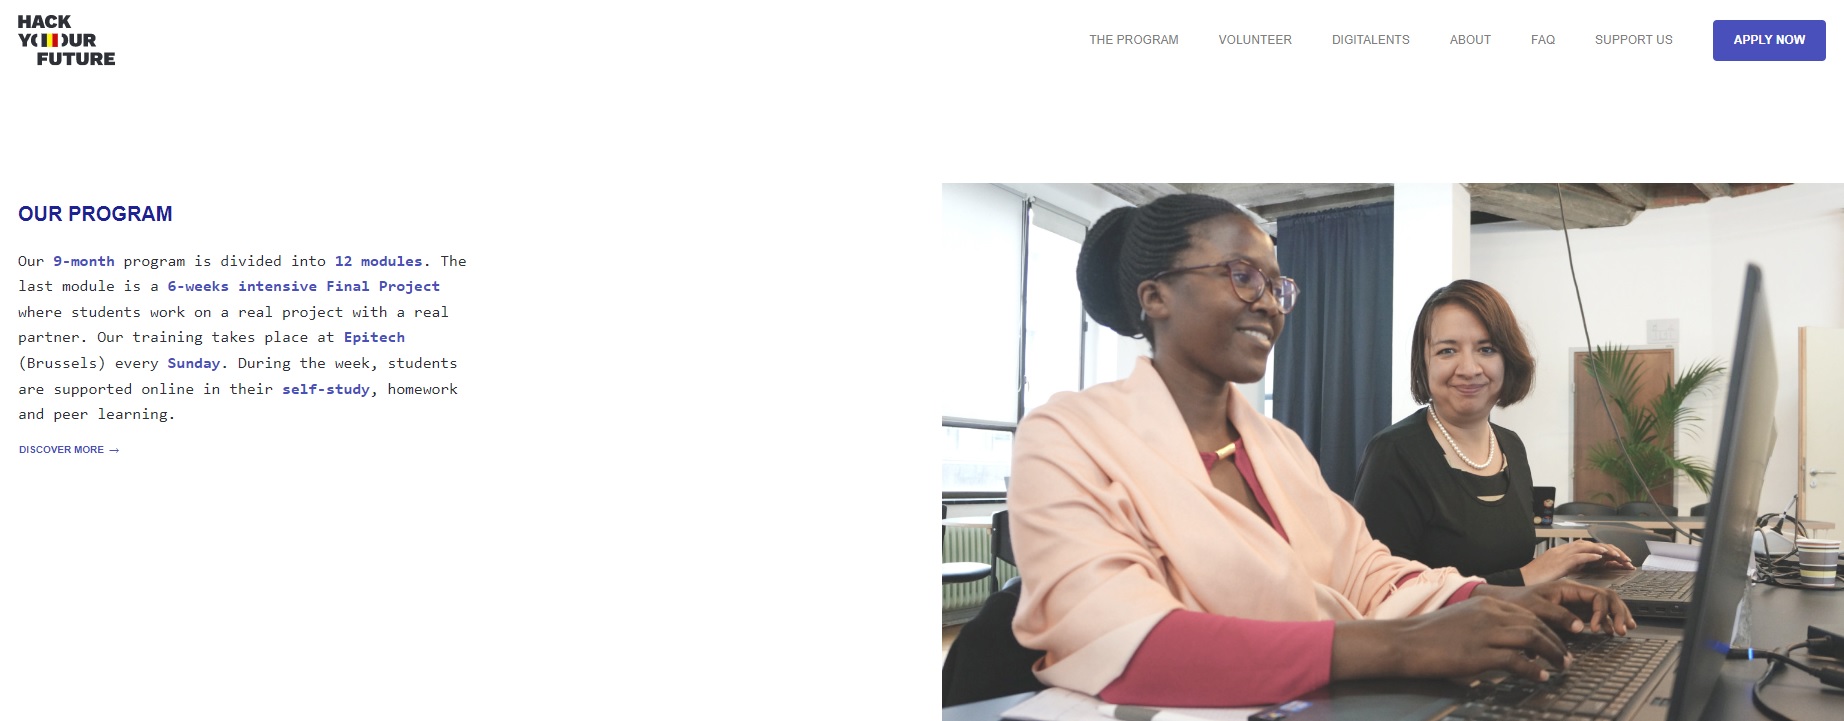 HACK
YOUR
FUTURE
THE PROGRAM
VOLUNTEER
DIGITALENTS
ABOUT
FAQ
SUPPORT US
APPLY NOW
OUR PROGRAM
Our 9-month program is divided into 12 modules. The
last module is a 6-weeks intensive Final Project
where students work on a real project with a real
partner. Our training takes place at Epitech
(Brussels) every Sunday. During the week, students
are supported online in their self-study, homework
and peer learning.
DISCOVER MORE →